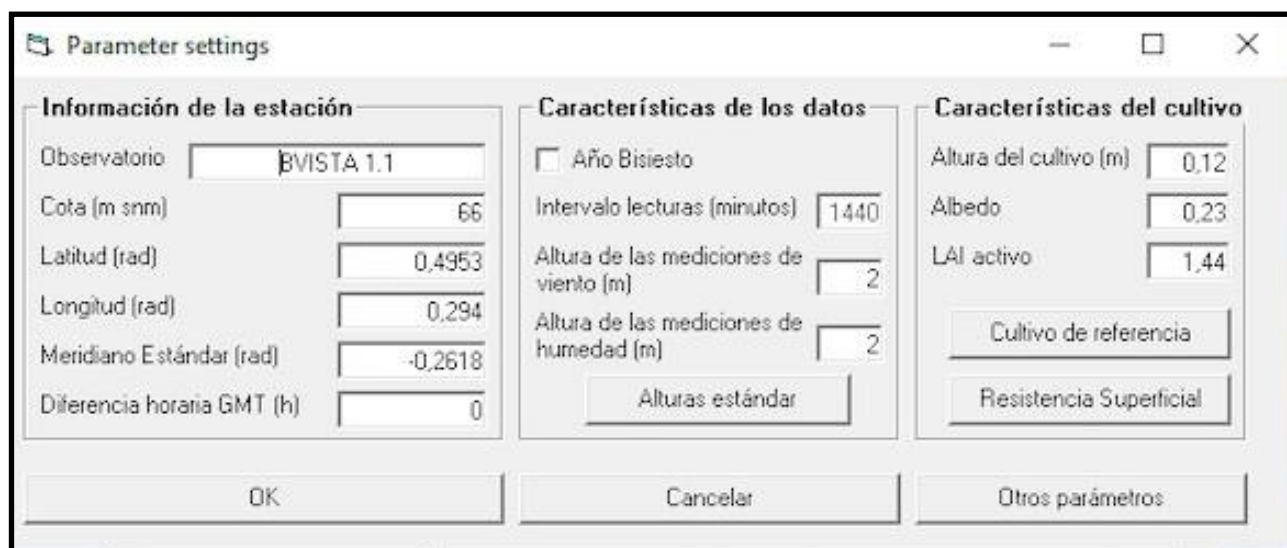 Parameter settings
Información de la estación
Observatorio BVISTA 1.1
Cota (m snm) 66
Latitud (rad) 0,4953
Longitud (rad) 0,294
Meridiano Estándar (rad) -0,2618
Diferencia horaria GMT (h) 0
Características de los datos
Año Bisiesto
Intervalo lecturas (minutos) 1440
Altura de las mediciones de
viento (m) 2
Altura de las mediciones de
humedad (m) 2
Alturas estándar
Características del cultivo
Altura del cultivo (m) 0,12
Albedo 0,23
LAI activo 1,44
Cultivo de referencia
Resistencia Superficial
OK
Cancelar
Otros parámetros